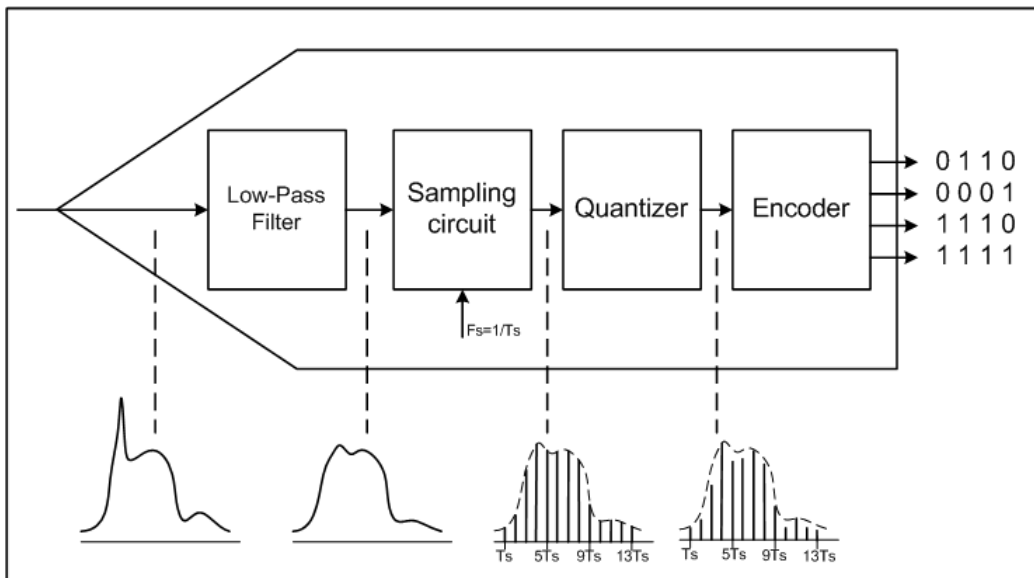 Low-Pass
Filter
Sampling
circuit
Quantizer
Encoder
0 1 1 0
0 0 0 1
1 1 1 0
1 1 1 1
Fs=1/Ts
Ts 5Ts 9Ts 13Ts
Ts 5Ts 9Ts 13Ts